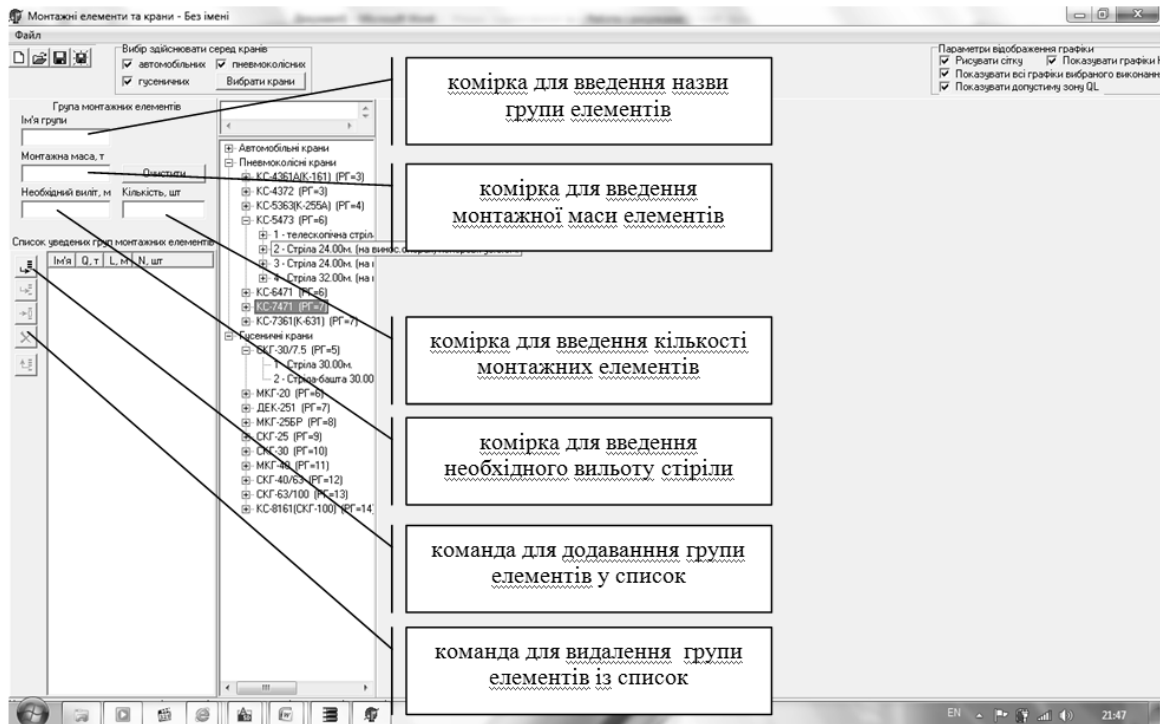 Монтажні елементи та крани - Без імені
Файл
Вибір здійснювати серед кранів
автомобільних
пневмоколісних
гусеничних
Вибрати крани
Параметри відображення графіки
Рисувати сітку
Показувати графіки
Показувати всі графіки вибраного виконанн
Показувати допустиму зону QL
Група монтажних елементів
Ім'я групи
Монтажна маса, т
Очистити
Необхідний виліт, м
Кількість, шт
Список уведених груп монтажних елементів
Ім'я Q, т L, м N, шт
Автомобільні крани
Пневмоколісні крани
КС-4361А(К-161) (РГ=3)
КС-4372 (РГ=3)
КС-5363(К-255А) (РГ=4)
КС-5473 (РГ=6)
1 - телескопічна стріл
2 - Стріла 24.00м. (на винос.опорах
3 - Стріла 24.00м. (на
4 - Стріла 32.00м. (на
КС-6471 (РГ=6)
КС-7471 (РГ=7)
КС-7361(К-631) (РГ=7)
Гусеничні крани
СКГ-30/7.5 (РГ=5)
1 - Стріла 30.00м.
2 - Стріла-башта 30.00
МКГ-20 (РГ=6)
ДЕК-251 (РГ=7)
МКГ-25БР (РГ=8)
СКГ-25 (РГ=9)
СКГ-30 (РГ=10)
МКГ-40 (РГ=11)
СКГ-40/63 (РГ=12)
СКГ-63/100 (РГ=13)
КС-8161(СКГ-100) (РГ=14)
комірка для введення назви
групи елементів
комірка для введення
монтажної маси елементів
комірка для введення кількості
монтажних елементів
комірка для введення
необхідного вильоту стіріли
команда для додаванння групи
елементів у список
команда для видалення групи
елементів із список
EN
21:47